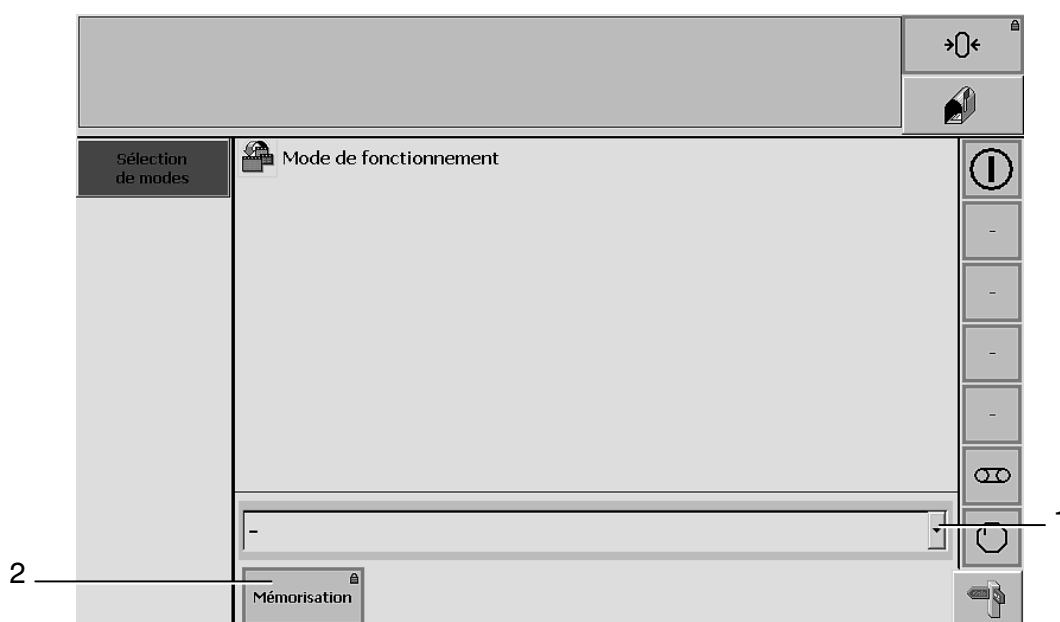 Sélection
de modes
Mode de fonctionnement
-
-
-
-
-
1
2
Mémorisation